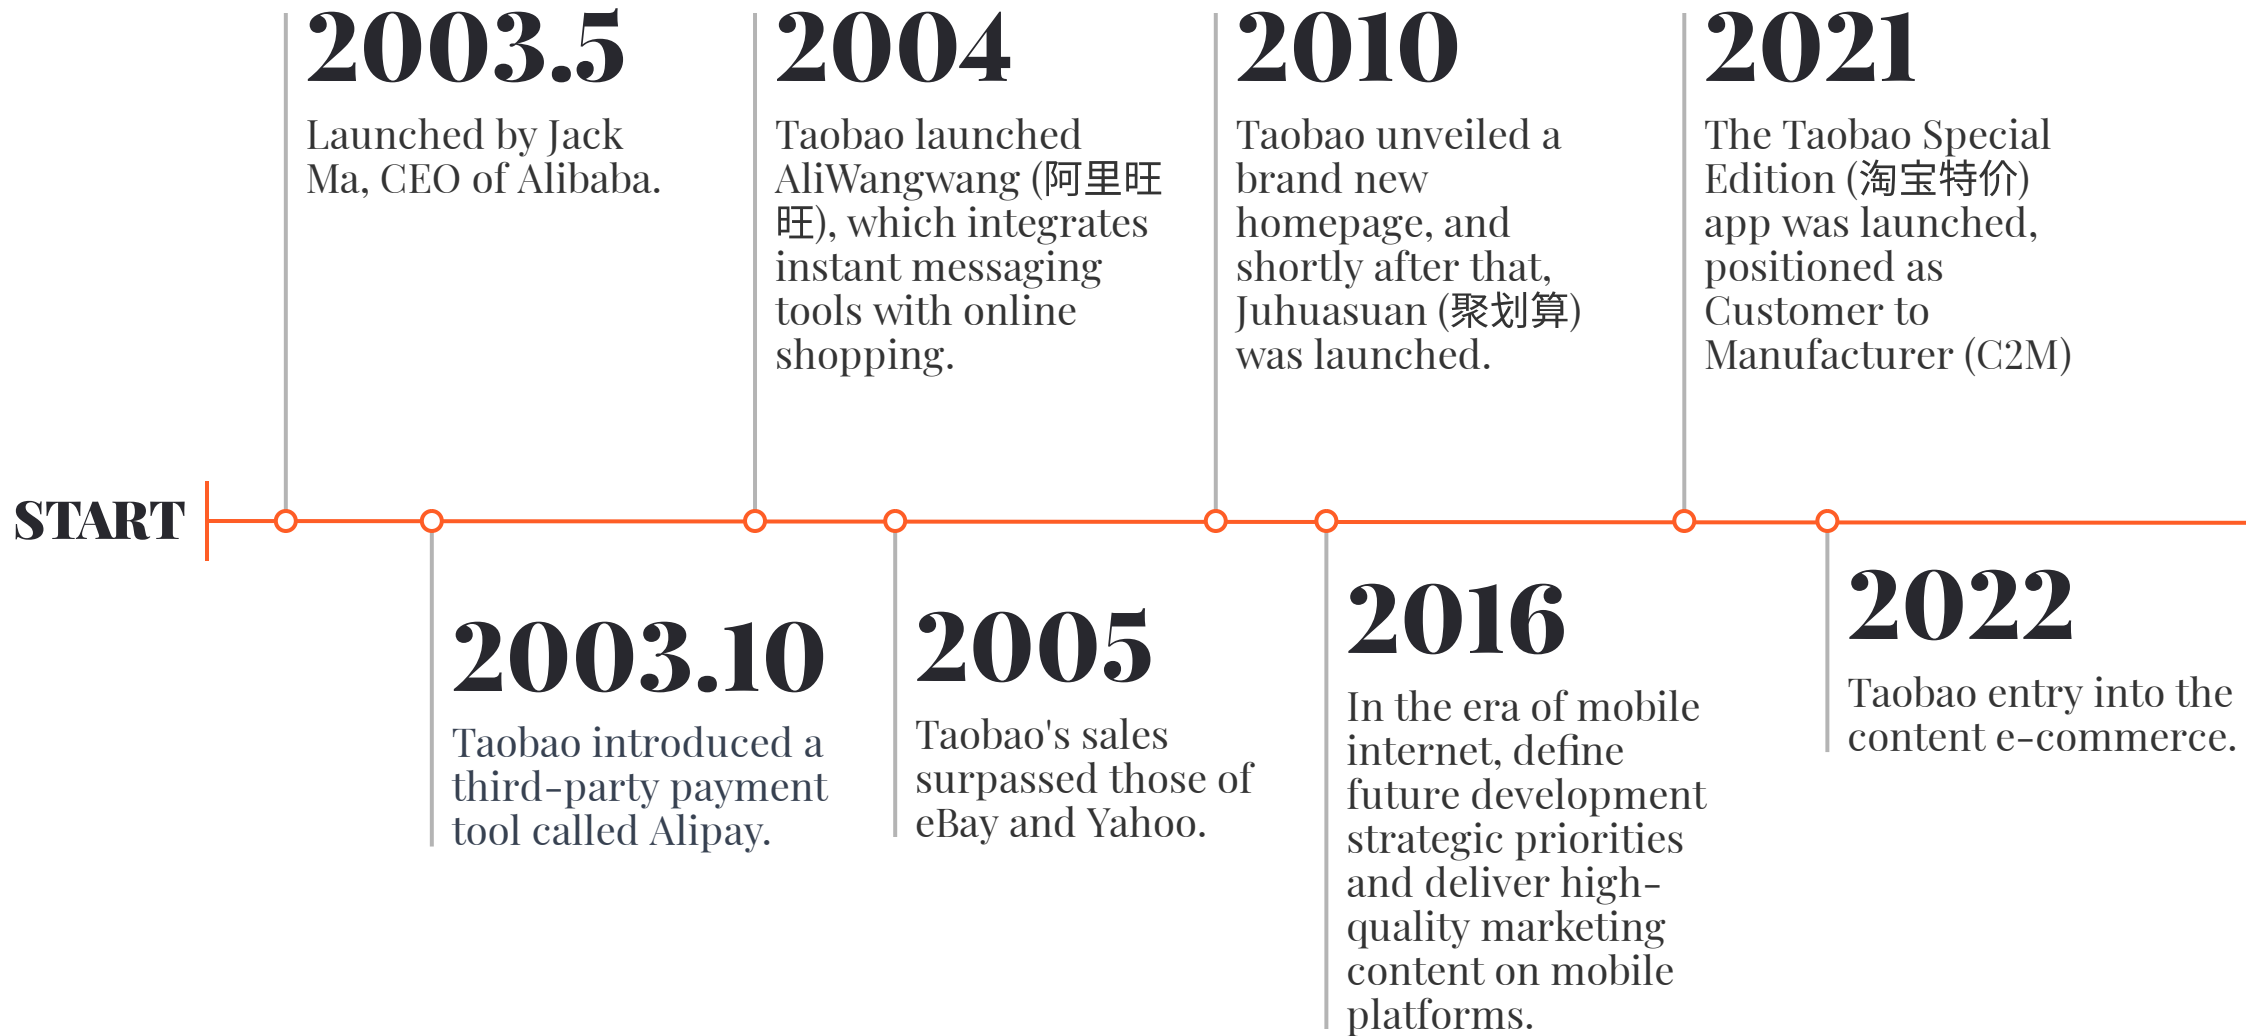 2003.5
Launched by Jack
Ma, CEO of Alibaba.
2004
Taobao launched
AliWangwang (阿里旺
旺), which integrates
instant messaging
tools with online
shopping.
2010
Taobao unveiled a
brand new
homepage, and
shortly after that,
Juhuasuan (聚划算)
was launched.
2021
The Taobao Special
Edition (淘宝特价)
app was launched,
positioned as
Customer to
Manufacturer (C2M)
START
2003.10
Taobao introduced a
third-party payment
tool called Alipay.
2005
Taobao's sales
surpassed those of
eBay and Yahoo.
2016
In the era of mobile
internet, define
future development
strategic priorities
and deliver high-
quality marketing
content on mobile
platforms.
2022
Taobao entry into the
content e-commerce.